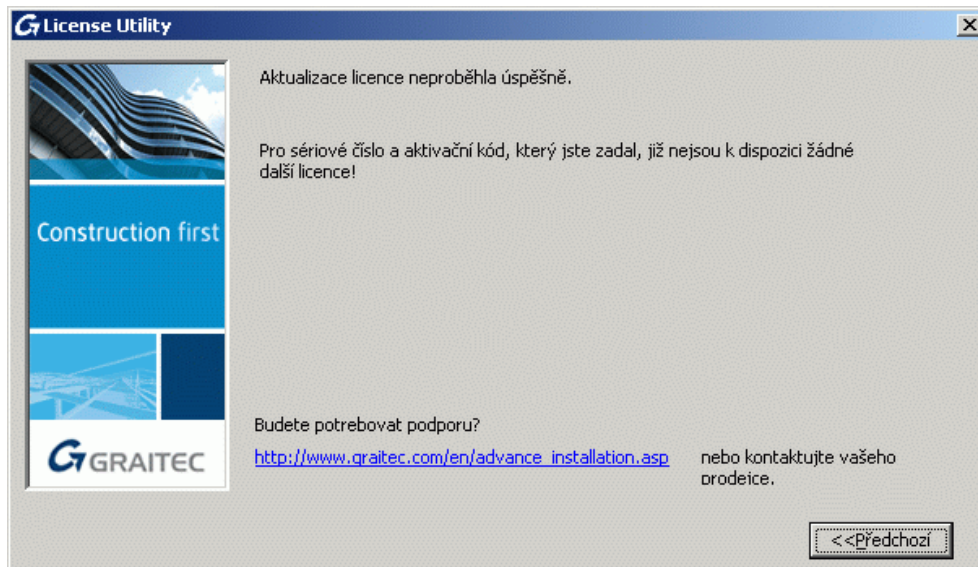 License Utility
Aktualizace licence neproběhla úspěšně.
Pro sériové číslo a aktivační kód, který jste zadal, již nejsou k dispozici žádné
další licence!
Construction first
GRAITEC
Budete potrebovat podporu?
http://www.graitec.com/en/advance_installation.asp nebo kontaktujte vašeho
prodejce.
<<Předchozí